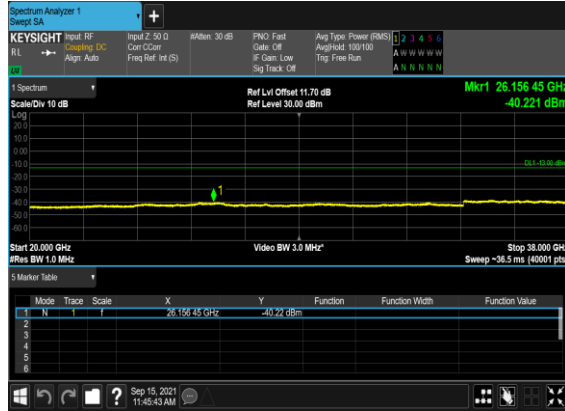 Spectrum Analyzer 1
Swept SA
+
KEYSIGHT Input: RF Input Z: 50 Ω #Atten: 30 dB PNO: Fast Avg Type: Power (RMS) 1 2 3 4 5 6
RL Coupling: DC Corr CCorr Gate: Off Avg|Hold: 100/100 A W W W W W
Align: Auto Freq Ref: Int (S) IF Gain: Low Trig: Free Run
LW Sig Track: Off A N N N N N
1 Spectrum Ref Lvl Offset 11.70 dB Mkr1 26.156 45 GHz
Scale/Div 10 dB Ref Level 30.00 dBm -40.221 dBm
Log
20.0
10.0
0.00
-10.0 DL1 -13.00 dBm
-20.0
-30.0 1
-40.0
-50.0
-60.0
Start 20.000 GHz Video BW 3.0 MHz* Stop 38.000 GHz
#Res BW 1.0 MHz Sweep ~36.5 ms (40001 pts)
5 Marker Table
Mode Trace Scale X Y Function Function Width Function Value
1 N 1 f 26.156 45 GHz -40.22 dBm
2
3
4
5
6
? Sep 15, 2021
11:45:43 AM